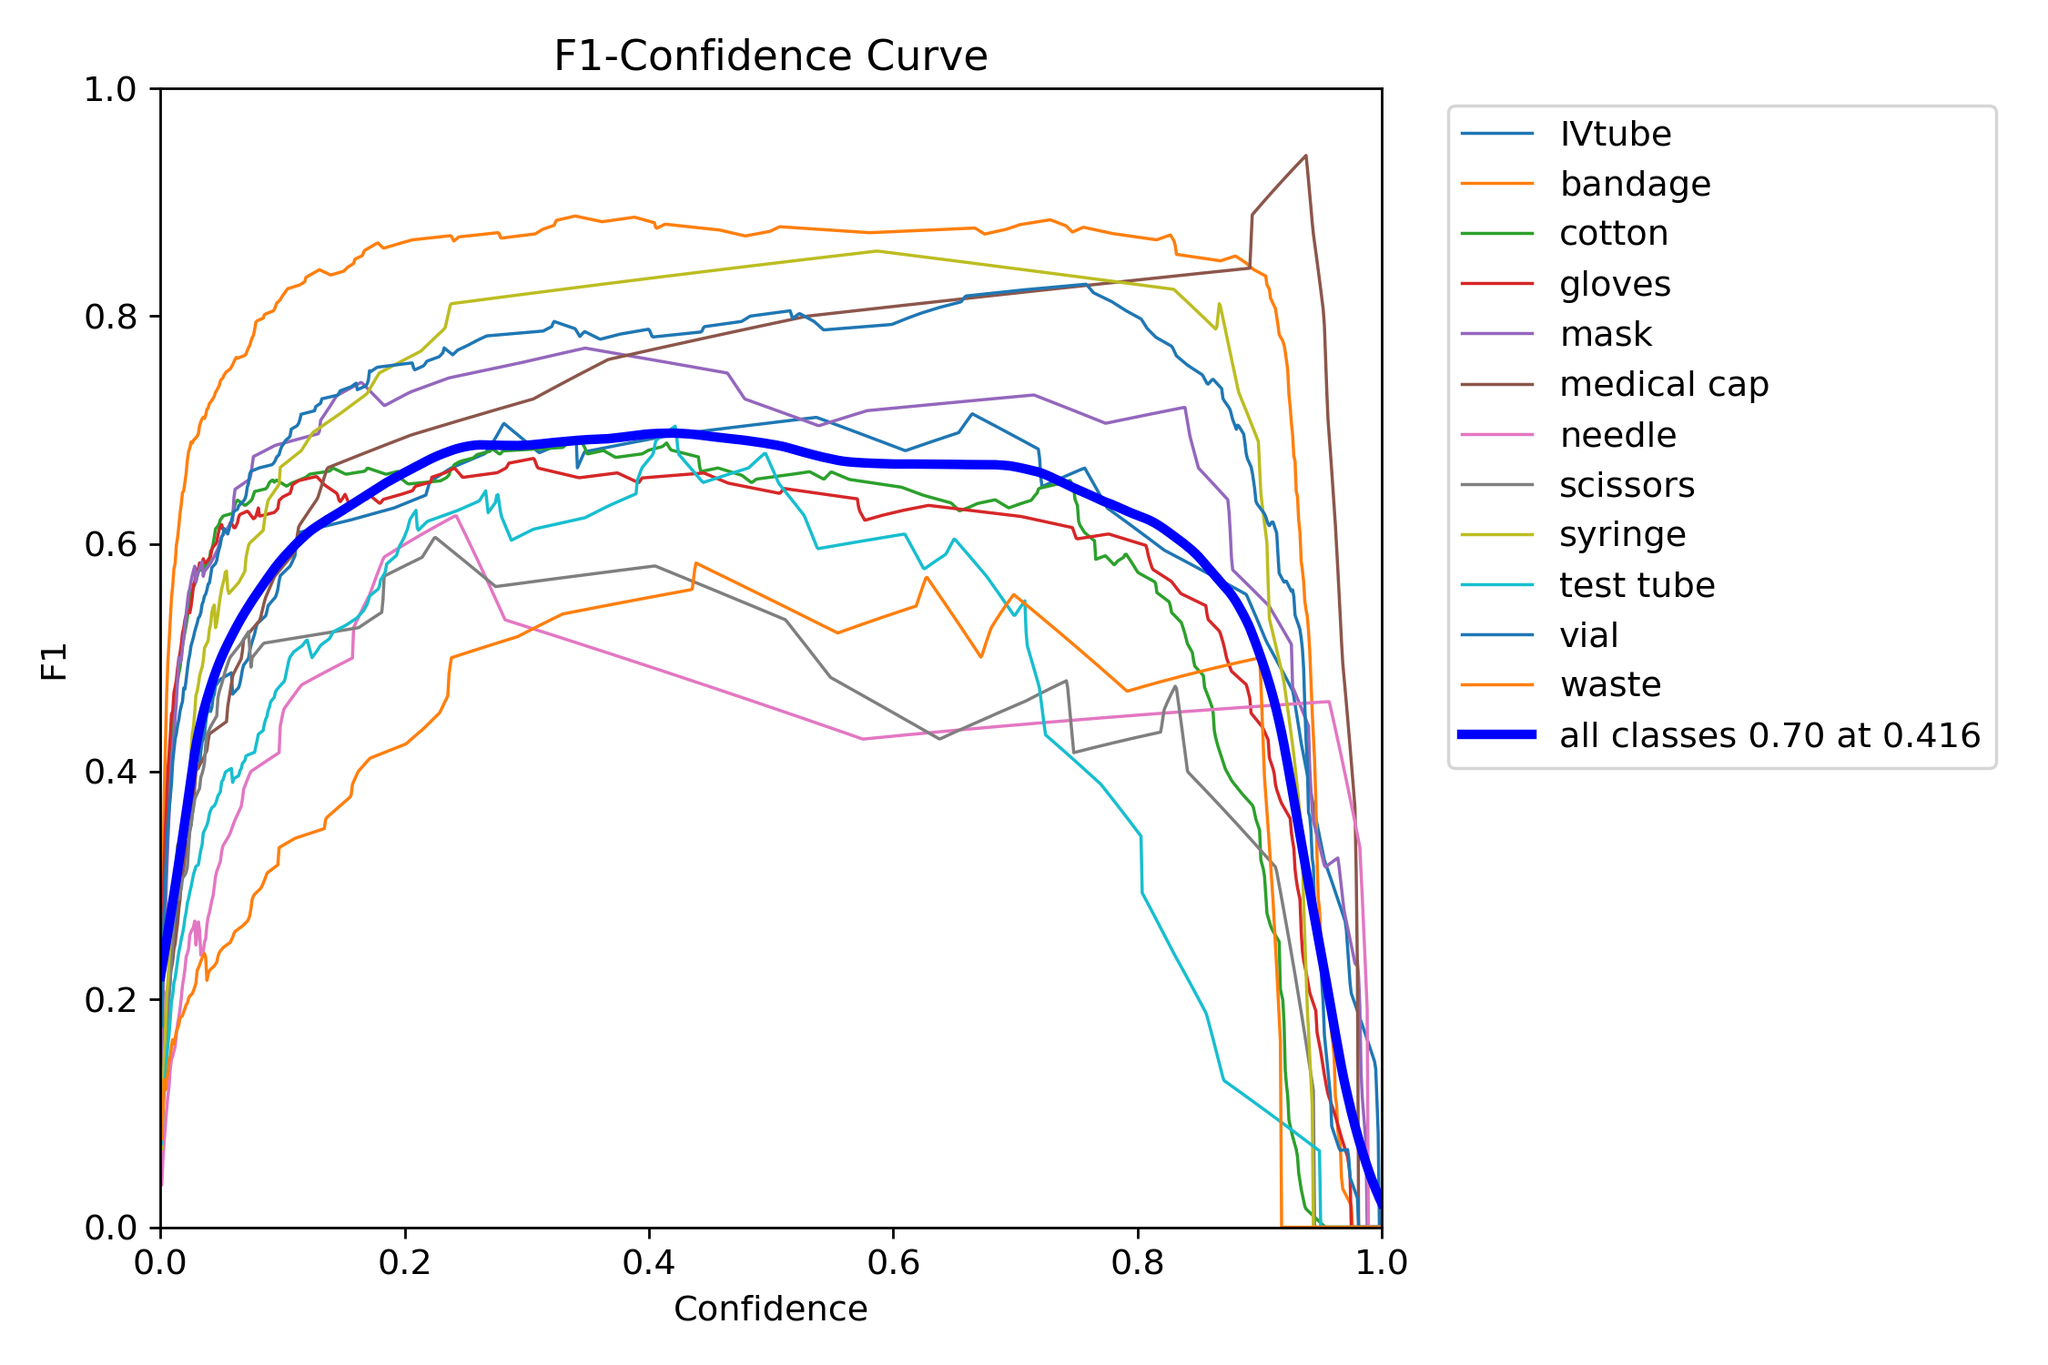 F1-Confidence Curve
1.0
0.8
0.6
0.4
0.2
0.0
F1
0.0 0.2 0.4 0.6 0.8 1.0
Confidence
IVtube
bandage
cotton
gloves
mask
medical cap
needle
scissors
syringe
test tube
vial
waste
all classes 0.70 at 0.416